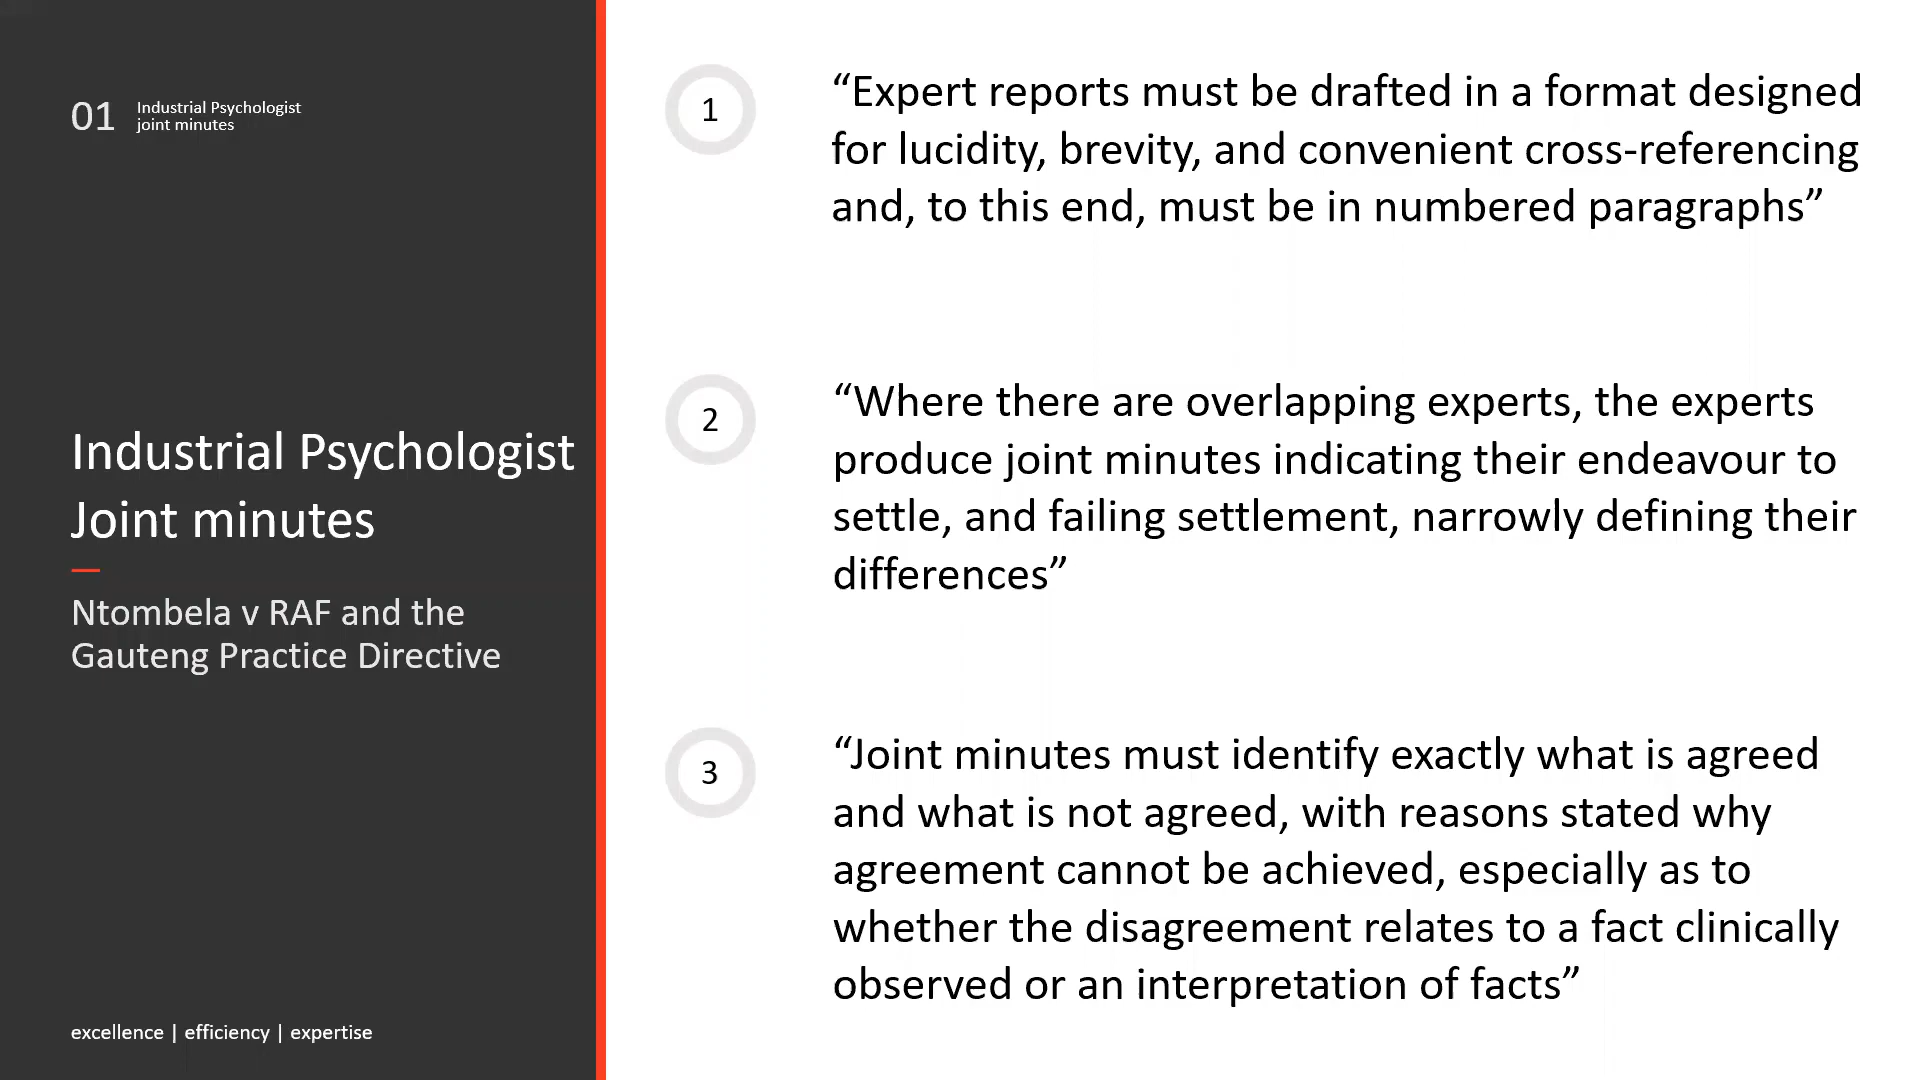 01
Industrial Psychologist
joint minutes
Industrial Psychologist
Joint minutes
Ntombela v RAF and the
Gauteng Practice Directive
excellence | efficiency | expertise
1
“Expert reports must be drafted in a format designed
for lucidity, brevity, and convenient cross-referencing
and, to this end, must be in numbered paragraphs”
2
“Where there are overlapping experts, the experts
produce joint minutes indicating their endeavour to
settle, and failing settlement, narrowly defining their
differences”
3
“Joint minutes must identify exactly what is agreed
and what is not agreed, with reasons stated why
agreement cannot be achieved, especially as to
whether the disagreement relates to a fact clinically
observed or an interpretation of facts”